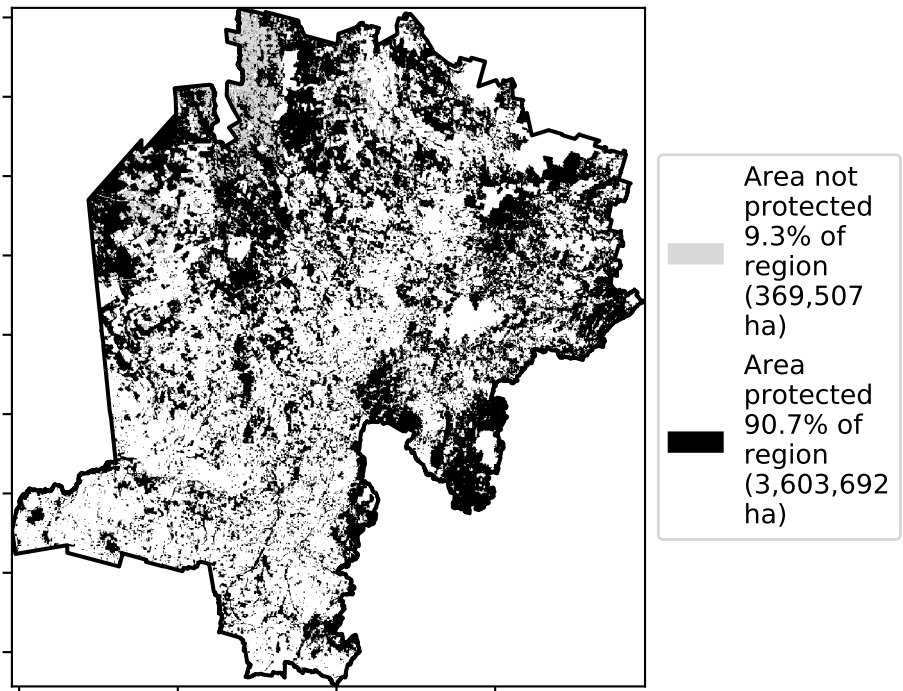 Area not
protected
9.3% of
region
(369,507
ha)
Area
protected
90.7% of
region
(3,603,692
ha)